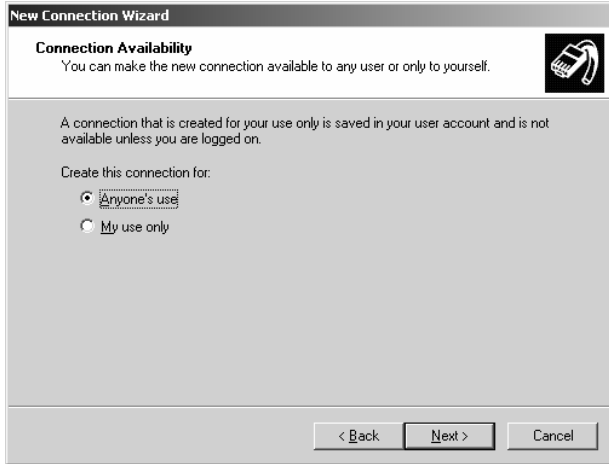 New Connection Wizard
Connection Availability
You can make the new connection available to any user or only to yourself.
A connection that is created for your use only is saved in your user account and is not
available unless you are logged on.
Create this connection for:
Anyone's use
My use only
< Back
Next >
Cancel